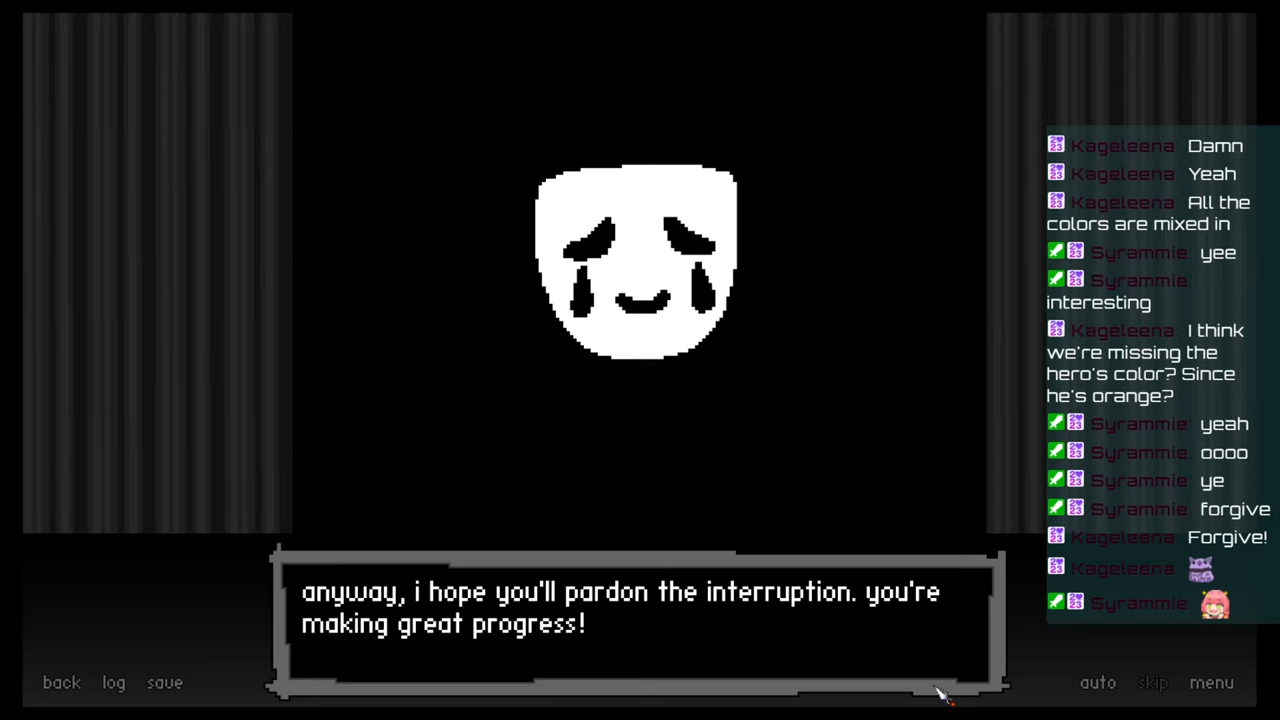 Kageleena Damn
Kageleena Yeah
Kageleena All the
colors are mixed in
Syrammie yee
Syrammie
interesting
Kageleena I think
we're missing the
hero's color? Since
he's orange?
Syrammie yeah
Syrammie oooo
Syrammie ye
Syrammie forgive
Kageleena Forgive!
Kageleena
Syrammie
anyway, i hope you'll pardon the interruption. you're
making great progress!
back log save
auto skip menu